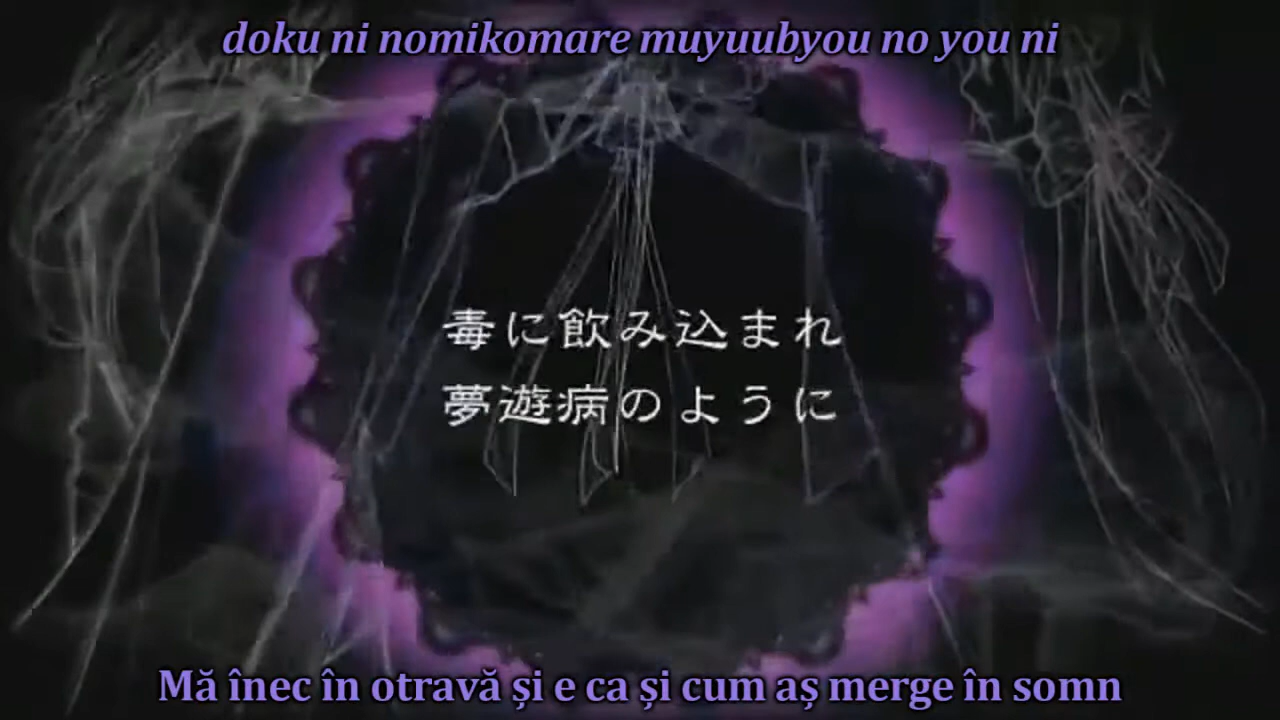 doku ni nomikomare muyuubyou no you ni
毒に飲み込まれ
夢遊病のように
Mă înec în otravă și e ca și cum aș merge în somn